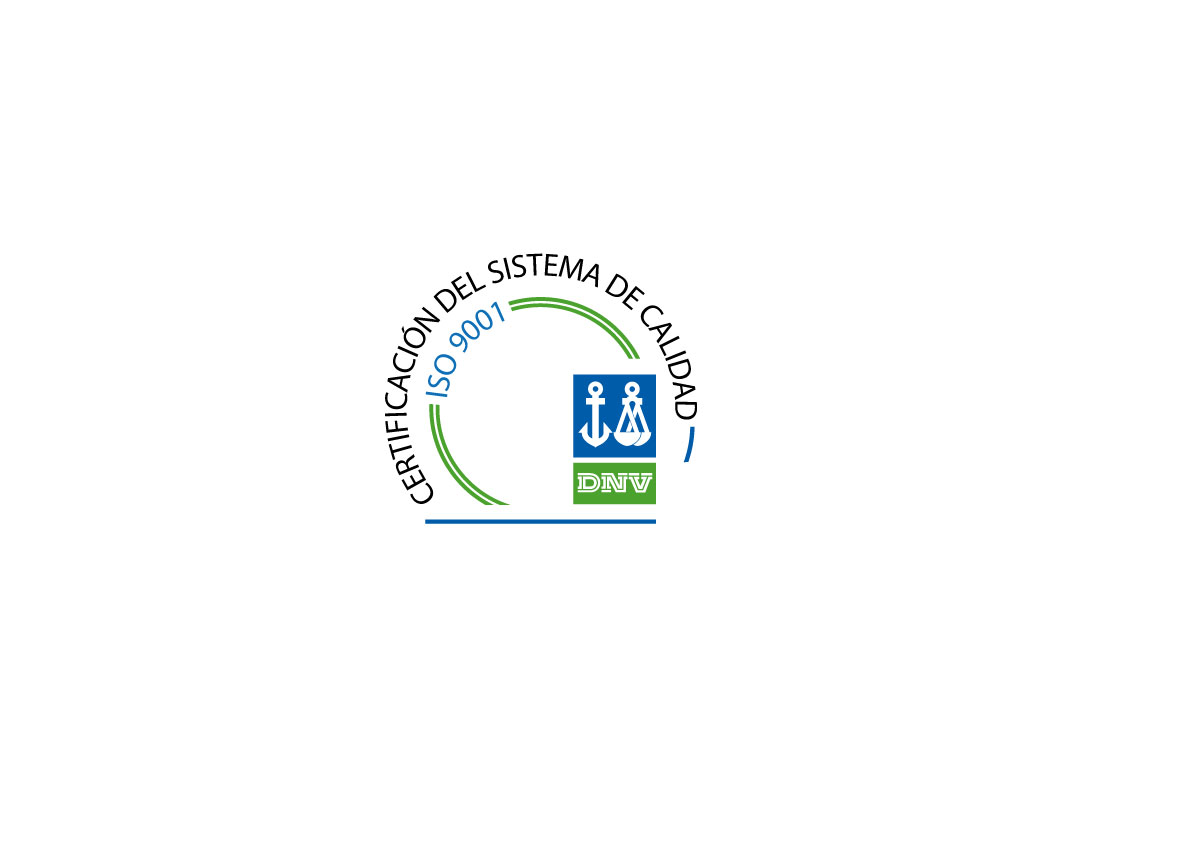 CERTIFICACIÓN DEL SISTEMA DE CALIDAD
ISO 9001
DNV